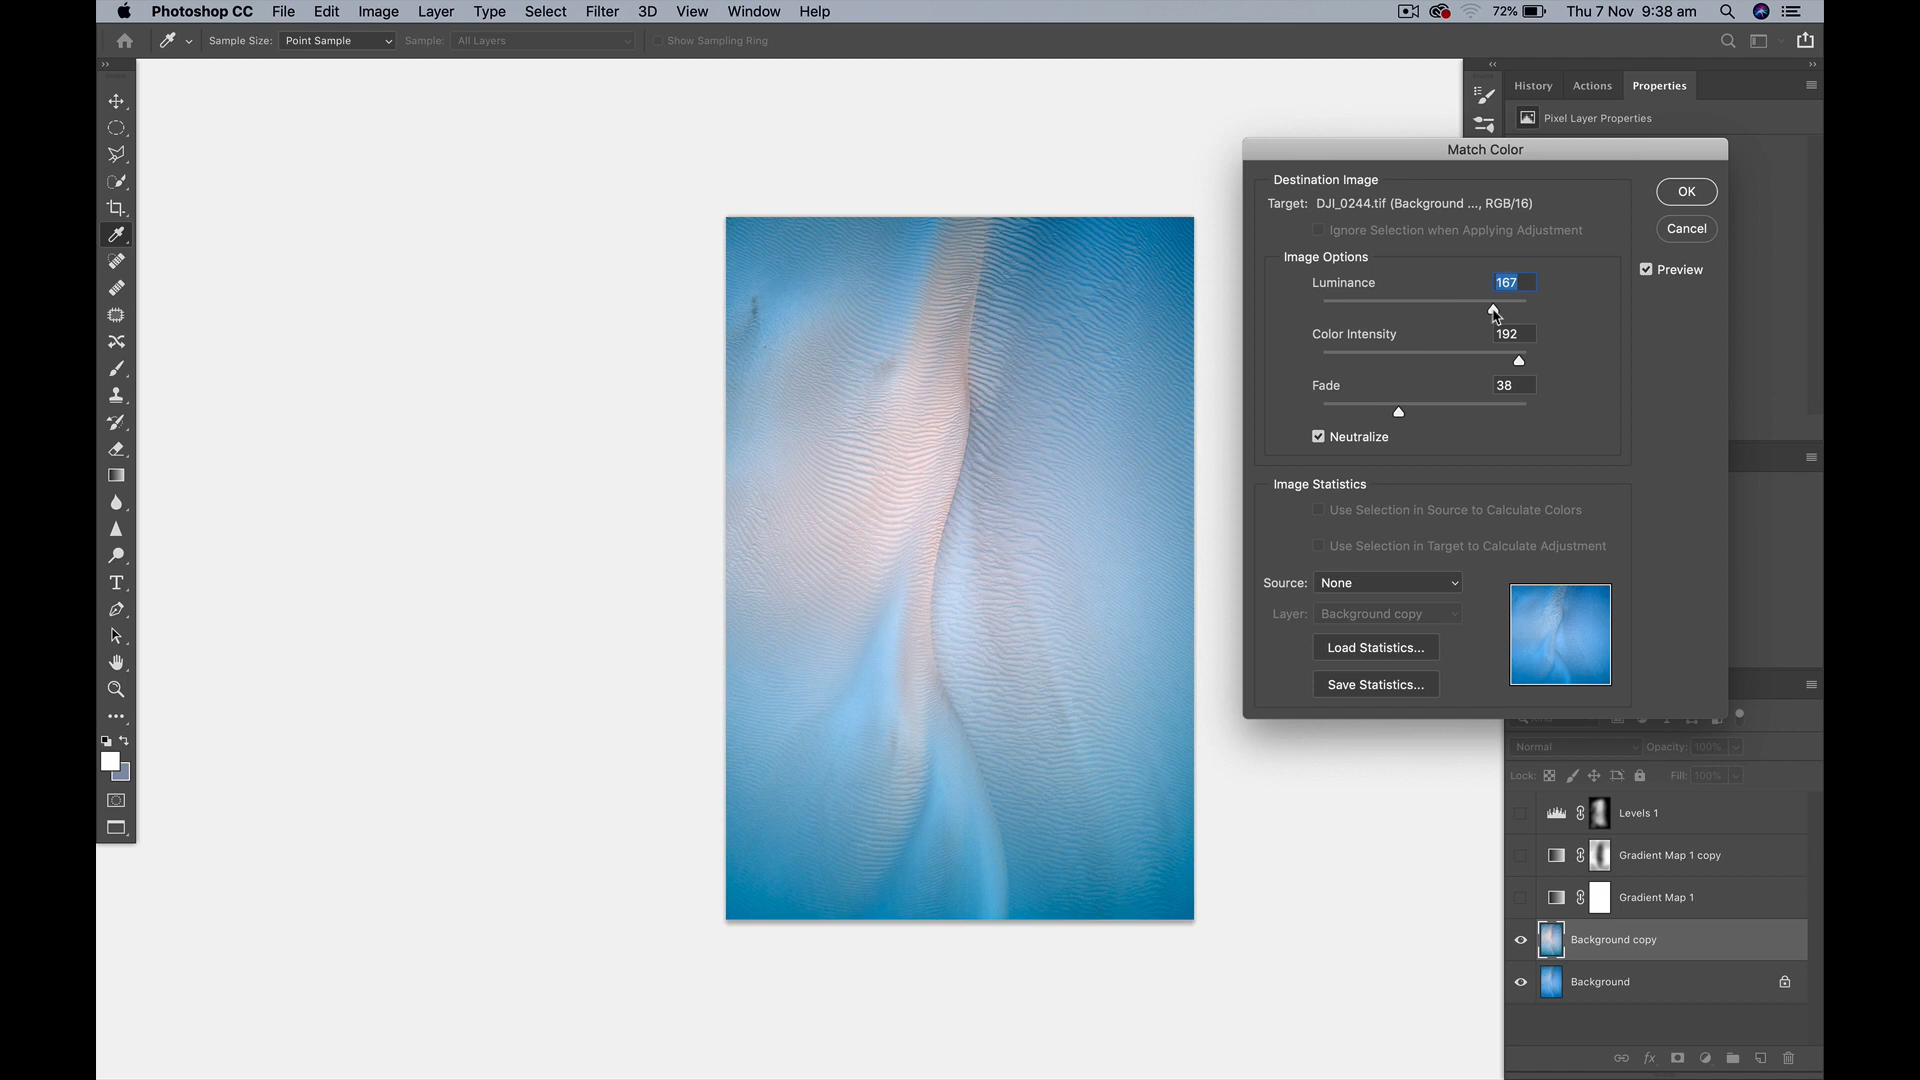 Photoshop CC File Edit Image Layer Type Select Filter 3D View Window Help 72% Thu 7 Nov 9:38 am
Sample Size: Point Sample Sample: All Layers Show Sampling Ring
History Actions Properties
Pixel Layer Properties
Match Color
Destination Image
Target: DJI_0244.tif (Background ..., RGB/16)
Ignore Selection when Applying Adjustment
OK
Cancel
Preview
Image Options
Luminance 167
Color Intensity 192
Fade 38
Neutralize
Image Statistics
Use Selection in Source to Calculate Colors
Use Selection in Target to Calculate Adjustment
Source: None
Layer: Background copy
Load Statistics...
Save Statistics...
Normal Opacity: 100%
Lock: Fill: 100%
Levels 1
Gradient Map 1 copy
Gradient Map 1
Background copy
Background
fx